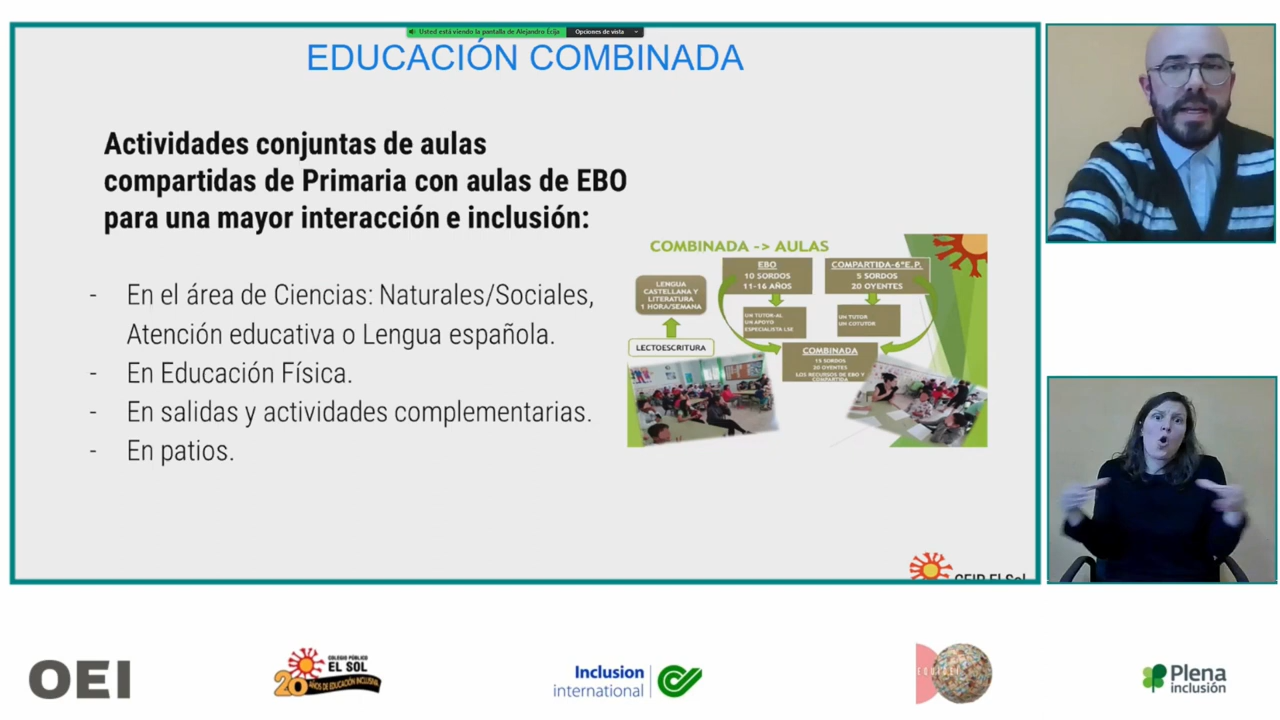 Usted está viendo la pantalla de Alejandro Écija
Opciones de vista
EDUCACIÓN COMBINADA
Actividades conjuntas de aulas
compartidas de Primaria con aulas de EBO
para una mayor interacción e inclusión:
- En el área de Ciencias: Naturales/Sociales,
Atención educativa o Lengua española.
- En Educación Física.
- En salidas y actividades complementarias.
- En patios.
COMBINADA -> AULAS
LENGUA
CASTELLANA Y
LITERATURA
1 HORA/SEMANA
LECTOESCRITURA
EBO
10 SORDOS
11-16 AÑOS
UN TUTOR-AL
UN APOYO
ESPECIALISTA LSE
COMPARTIDA-6ºE.P.
5 SORDOS
20 OYENTES
UN TUTOR
UN COTUTOR
COMBINADA
15 SORDOS
20 OYENTES
LOS RECURSOS DE EBO Y
COMPARTIDA
CEIP El Sol
OEI
COLEGIO PÚBLICO
EL SOL
20 AÑOS DE EDUCACIÓN INCLUSIVA
Inclusion
international
Plena
inclusión